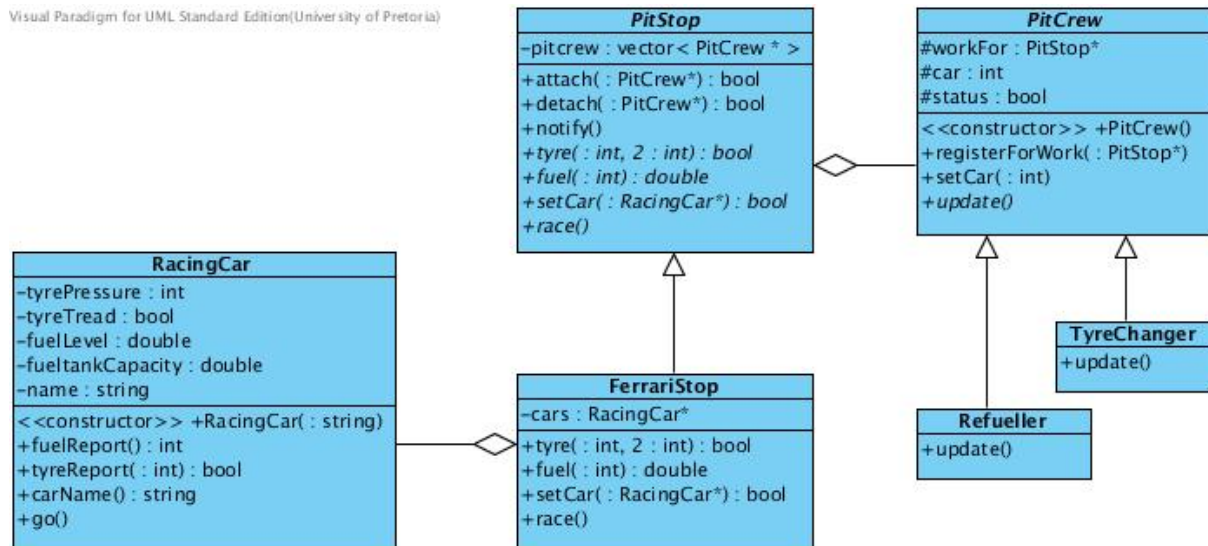 Visual Paradigm for UML Standard Edition(University of Pretoria)
PitStop
-pitcrew : vector< PitCrew * >
+attach( : PitCrew*) : bool
+detach( : PitCrew*) : bool
+notify()
+tyre( : int, 2 : int) : bool
+fuel( : int) : double
+setCar( : RacingCar*) : bool
+race()
PitCrew
#workFor : PitStop*
#car : int
#status : bool
<<constructor>> +PitCrew()
+registerForWork( : PitStop*)
+setCar( : int)
+update()
RacingCar
-tyrePressure : int
-tyreTread : bool
-fuelLevel : double
-fueltankCapacity : double
-name : string
<<constructor>> +RacingCar( : string)
+fuelReport() : int
+tyreReport( : int) : bool
+carName() : string
+go()
FerrariStop
-cars : RacingCar*
+tyre( : int, 2 : int) : bool
+fuel( : int) : double
+setCar( : RacingCar*) : bool
+race()
TyreChanger
+update()
Refueller
+update()